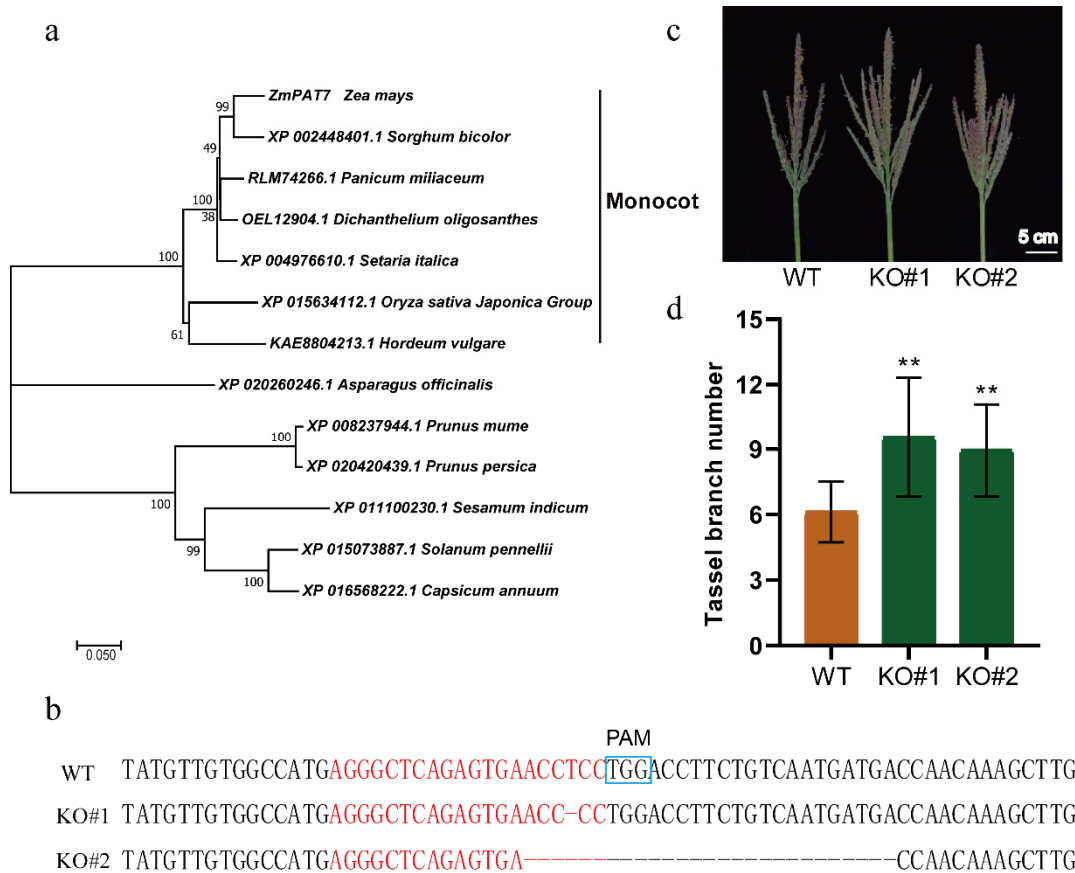 a
ZmPAT7 Zea mays
XP 002448401.1 Sorghum bicolor
RLM74266.1 Panicum miliaceum
OEL12904.1 Dichanthelium oligosanthes
XP 004976610.1 Setaria italica
XP 015634112.1 Oryza sativa Japonica Group
KAE8804213.1 Hordeum vulgare
XP 020260246.1 Asparagus officinalis
XP 008237944.1 Prunus mume
XP 020420439.1 Prunus persica
XP 011100230.1 Sesamum indicum
XP 015073887.1 Solanum pennellii
XP 016568222.1 Capsicum annuum
99
49
100
38
100
61
100
100
99
100
Monocot
0.050
c
5 cm
WT KO#1 KO#2
d
Tassel branch number
15
12
9
6
3
0
** **
WT KO#1 KO#2
b
PAM
WT TATGTTGTGGCCATGAGGGCTCAGAGTGAACCTCCTGGACCTTCTGTCAATGATGACCAACAAAGCTTG
KO#1 TATGTTGTGGCCATGAGGGCTCAGAGTGAACC-CCTGGACCTTCTGTCAATGATGACCAACAAAGCTTG
KO#2 TATGTTGTGGCCATGAGGGCTCAGAGTGA---------------------------CCAACAAAGCTTG